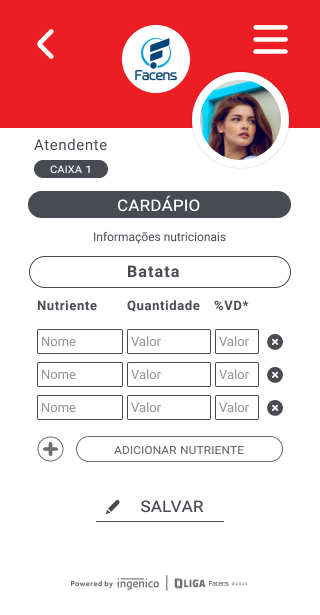 Facens
Atendente
CAIXA 1
CARDÁPIO
Informações nutricionais
Batata
Nutriente Quantidade %VD*
Nome Valor Valor
Nome Valor Valor
Nome Valor Valor
ADICIONAR NUTRIENTE
SALVAR
Powered by ingenico | LIGA Facens ©2020